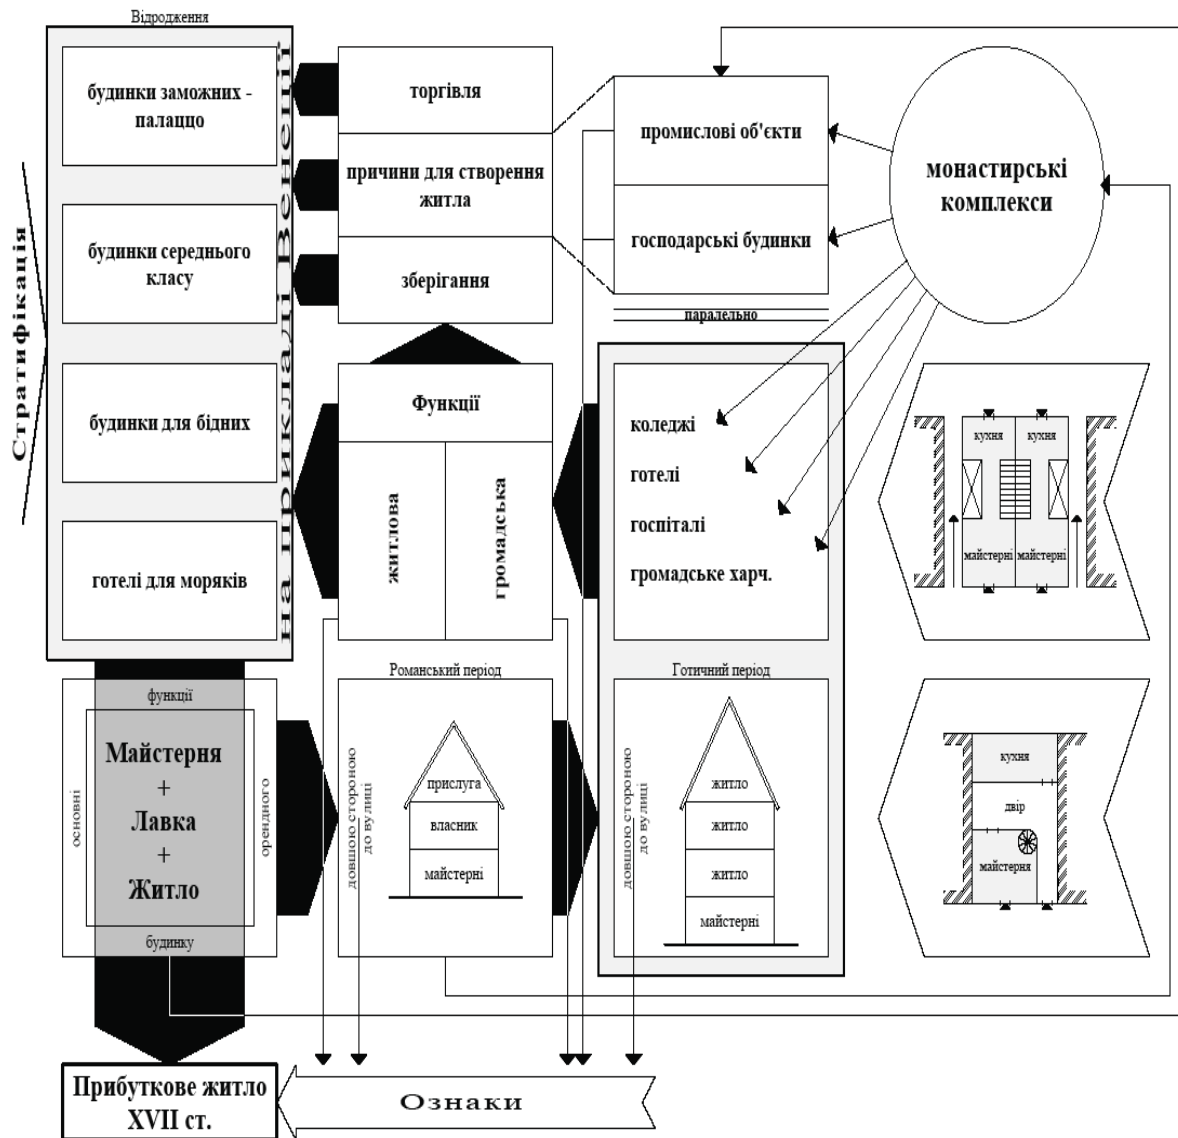 Відродження
Стратифікація
на прикладі Венеції
будинки заможних -
палаццо
будинки середнього
класу
будинки для бідних
готелі для моряків
торгівля
причини для створення
житла
зберігання
промислові об'єкти
господарські будинки
паралельно
монастирські
комплекси
Функції
житлова
громадська
коледжі
готелі
госпіталі
громадське харч.
кухня
кухня
майстерні
майстерні
функції
основні
Майстерня
+
Лавка
+
Житло
орендного
будинку
Романський період
довшою стороною
до вулиці
прислуга
власник
майстерні
Готичний період
довшою стороною
до вулиці
житло
житло
житло
майстерні
кухня
двір
майстерня
Прибуткове житло
XVII ст.
Ознаки